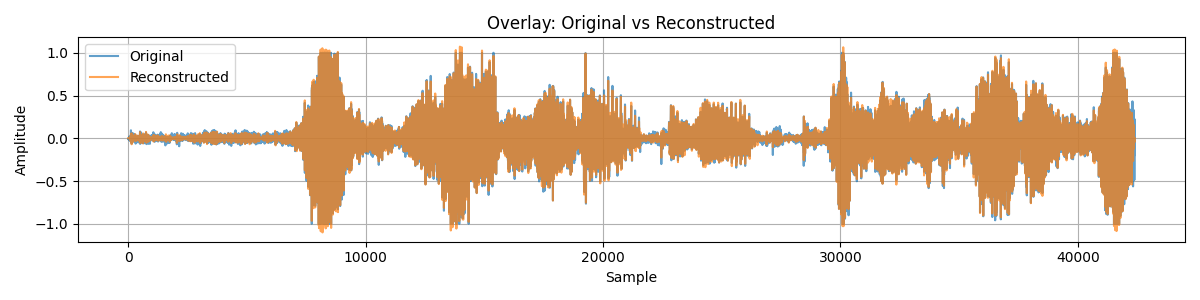 Overlay: Original vs Reconstructed
Original
Reconstructed
1.0
0.5
0.0
−0.5
−1.0
Amplitude
0 10000 20000 30000 40000
Sample